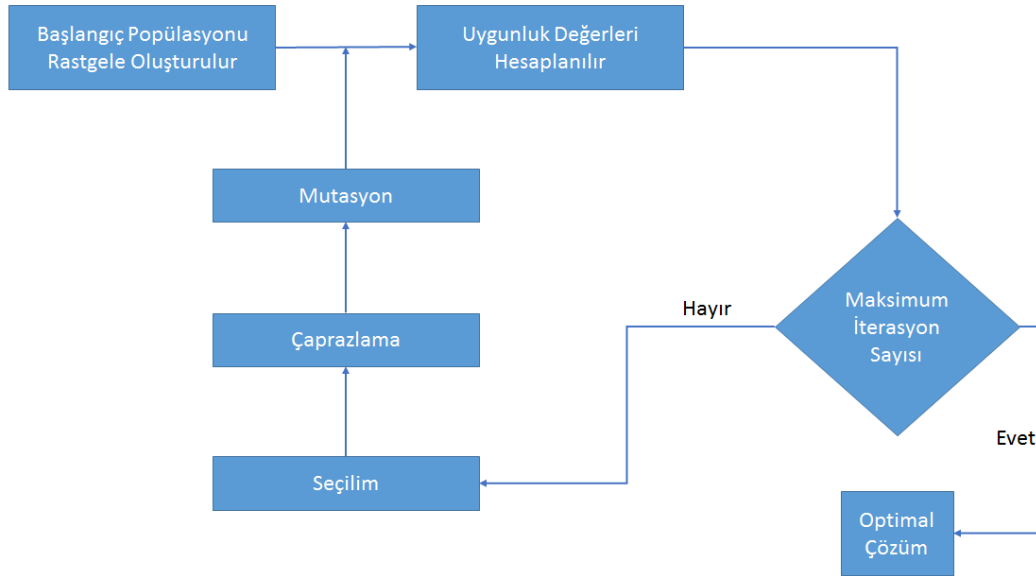 Başlangıç Popülasyonu
Rastgele Oluşturulur
Uygunluk Değerleri
Hesaplanılır
Mutasyon
Çaprazlama
Seçilim
Hayır
Maksimum
İterasyon
Sayısı
Evet
Optimal
Çözüm